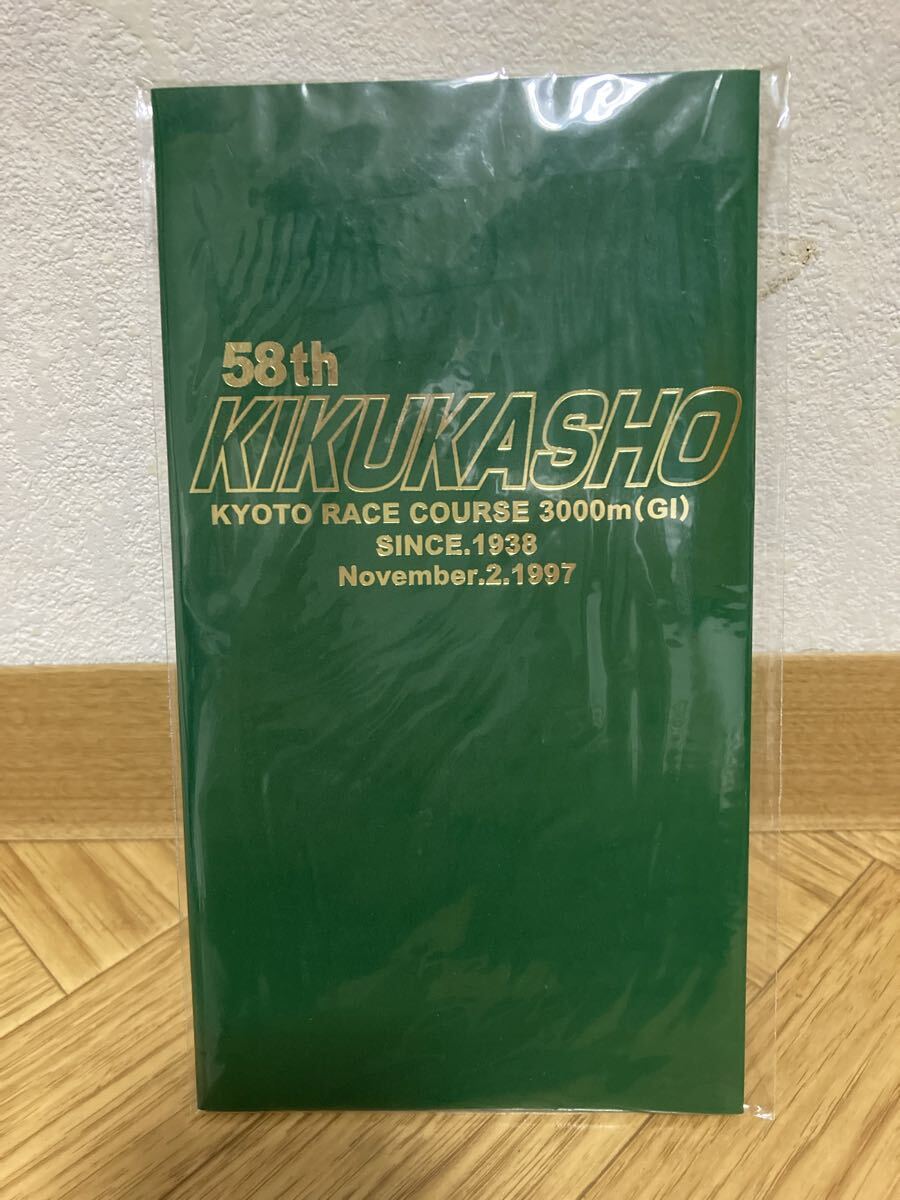 58th
KIKUKASHO
KYOTO RACE COURSE 3000m(GI)
SINCE.1938
November.2.1997